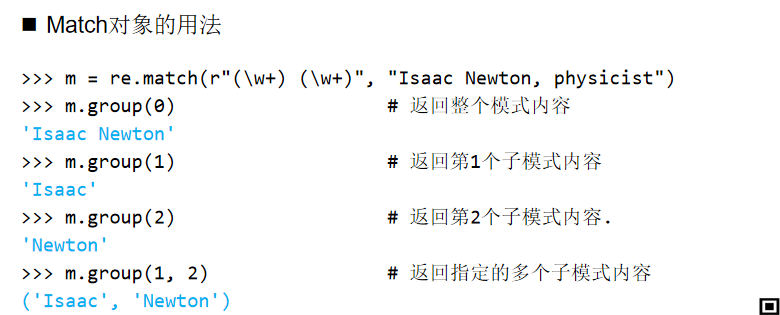 ■ Match对象的用法
>>> m = re.match(r"(\w+) (\w+)", "Isaac Newton, physicist")
>>> m.group(0) # 返回整个模式内容
'Isaac Newton'
>>> m.group(1) # 返回第1个子模式内容
'Isaac'
>>> m.group(2) # 返回第2个子模式内容.
'Newton'
>>> m.group(1, 2) # 返回指定的多个子模式内容
('Isaac', 'Newton')